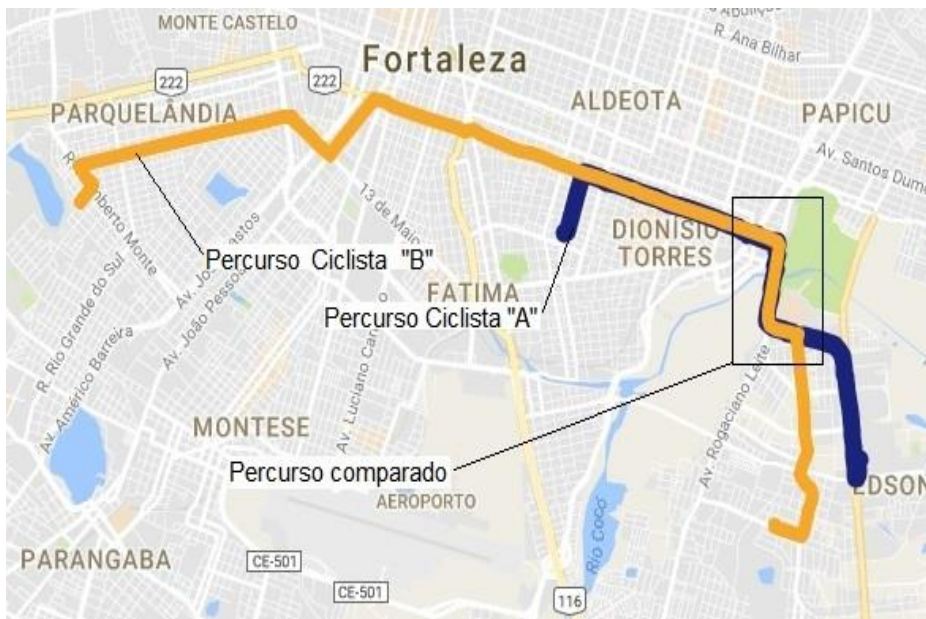 MONTE CASTELO
R. Ana Bilhar
Fortaleza
222
222
ALDEOTA
PARQUELÂNDIA
PAPICU
Av. Santos Dumo
13 de Maio
DIONÍSIO
TORRES
Percurso Ciclista "B"
FATIMA
Percurso Ciclista "A"
R. Rio Grande do Sul
Av. Américo Barreira
Av. João Pessoa
Av. Luciano Car
Av. Rogaciano Leite
MONTESE
Percurso comparado
AEROPORTO
EDSON
Rio Cocó
PARANGABA
CE-501
CE-501
116